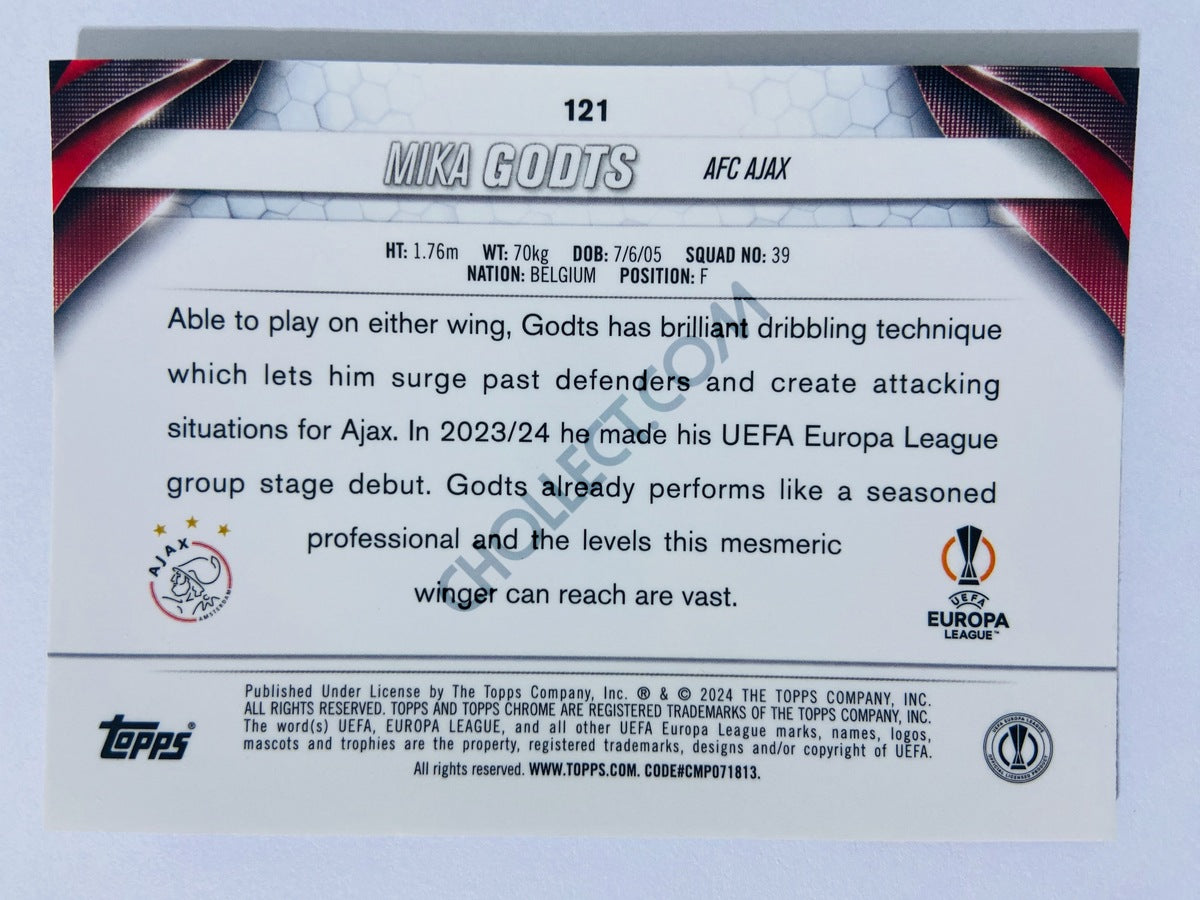 121
MIKA GODTS AFC AJAX
HT: 1.76m WT: 70kg DOB: 7/6/05 SQUAD NO: 39
NATION: BELGIUM POSITION: F
Able to play on either wing, Godts has brilliant dribbling technique
which lets him surge past defenders and create attacking
situations for Ajax. In 2023/24 he made his UEFA Europa League
group stage debut. Godts already performs like a seasoned
professional and the levels this mesmeric
winger can reach are vast.
CHOLLECT.COM
AJAX
AMSTERDAM
UEFA
EUROPA
LEAGUE™
Published Under License by The Topps Company, Inc. ® & © 2024 THE TOPPS COMPANY, INC.
ALL RIGHTS RESERVED. TOPPS AND TOPPS CHROME ARE REGISTERED TRADEMARKS OF THE TOPPS COMPANY, INC.
The word(s) UEFA, EUROPA LEAGUE, and all other UEFA Europa League marks, names, logos,
mascots and trophies are the property, registered trademarks, designs and/or copyright of UEFA.
All rights reserved. WWW.TOPPS.COM. CODE#CMP071813.
topps®
UEFA EUROPA LEAGUE
OFFICIAL LICENSED PRODUCT